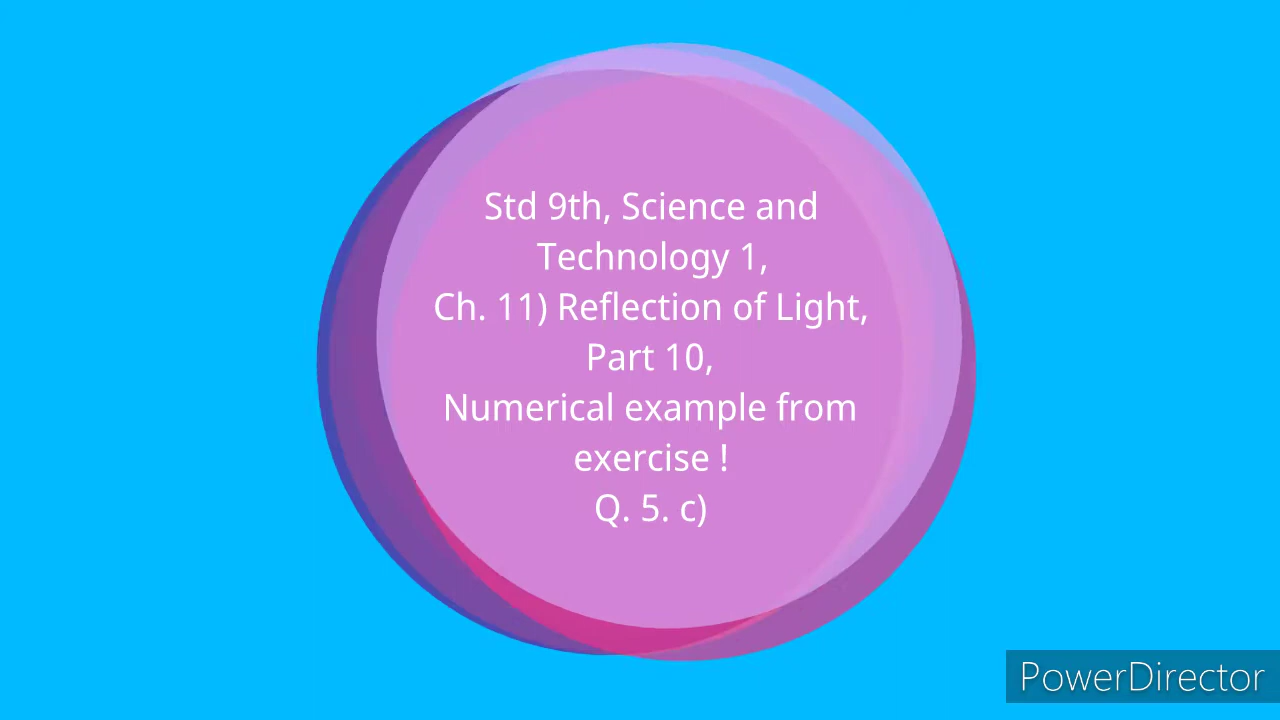 Std 9th, Science and
Technology 1,
Ch. 11) Reflection of Light,
Part 10,
Numerical example from
exercise !
Q. 5. c)
PowerDirector